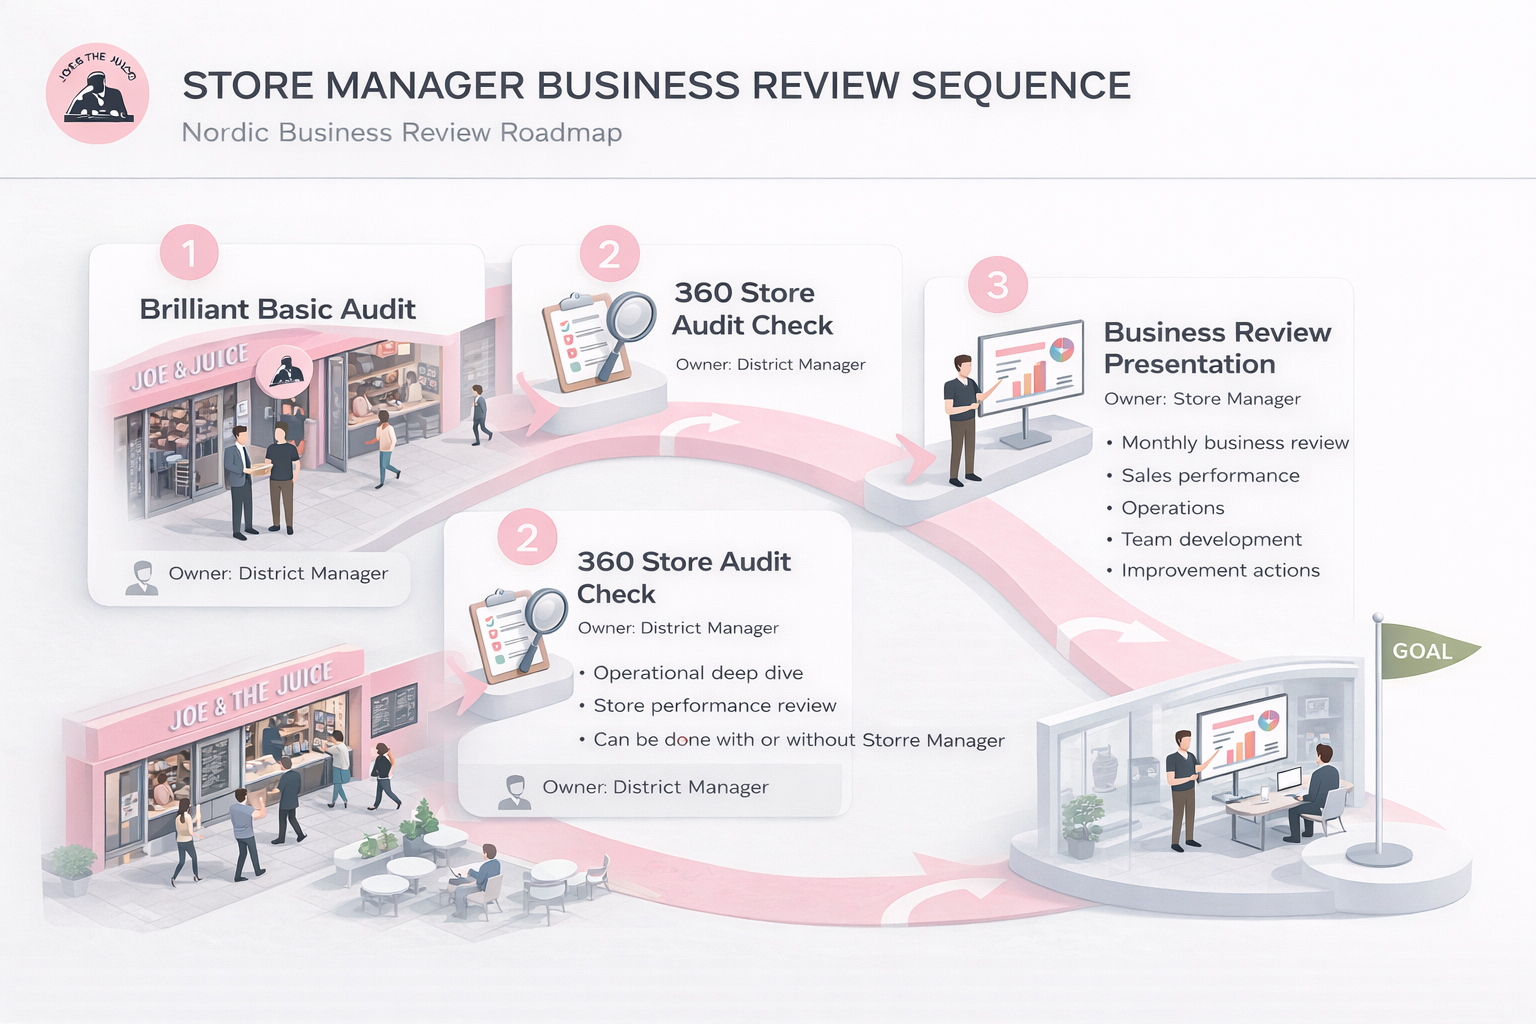 STORE MANAGER BUSINESS REVIEW SEQUENCE
Nordic Business Review Roadmap
1
Brilliant Basic Audit
JOE & JUICE
Owner: District Manager
2
360 Store
Audit Check
Owner: District Manager
3
Business Review
Presentation
Owner: Store Manager
• Monthly business review
• Sales performance
• Operations
• Team development
• Improvement actions
2
360 Store Audit
Check
Owner: District Manager
• Operational deep dive
• Store performance review
• Can be done with or without Storre Manager
Owner: District Manager
JOE & THE JUICE
GOAL